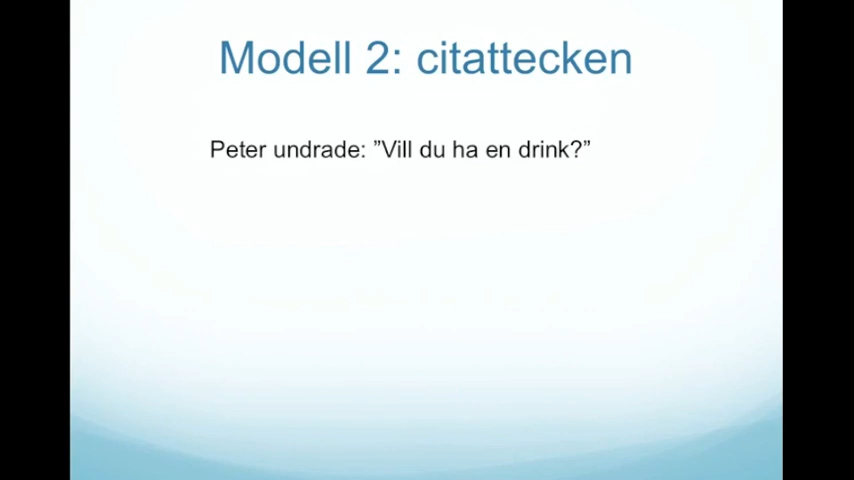 Modell 2: citattecken
Peter undrade: ”Vill du ha en drink?”